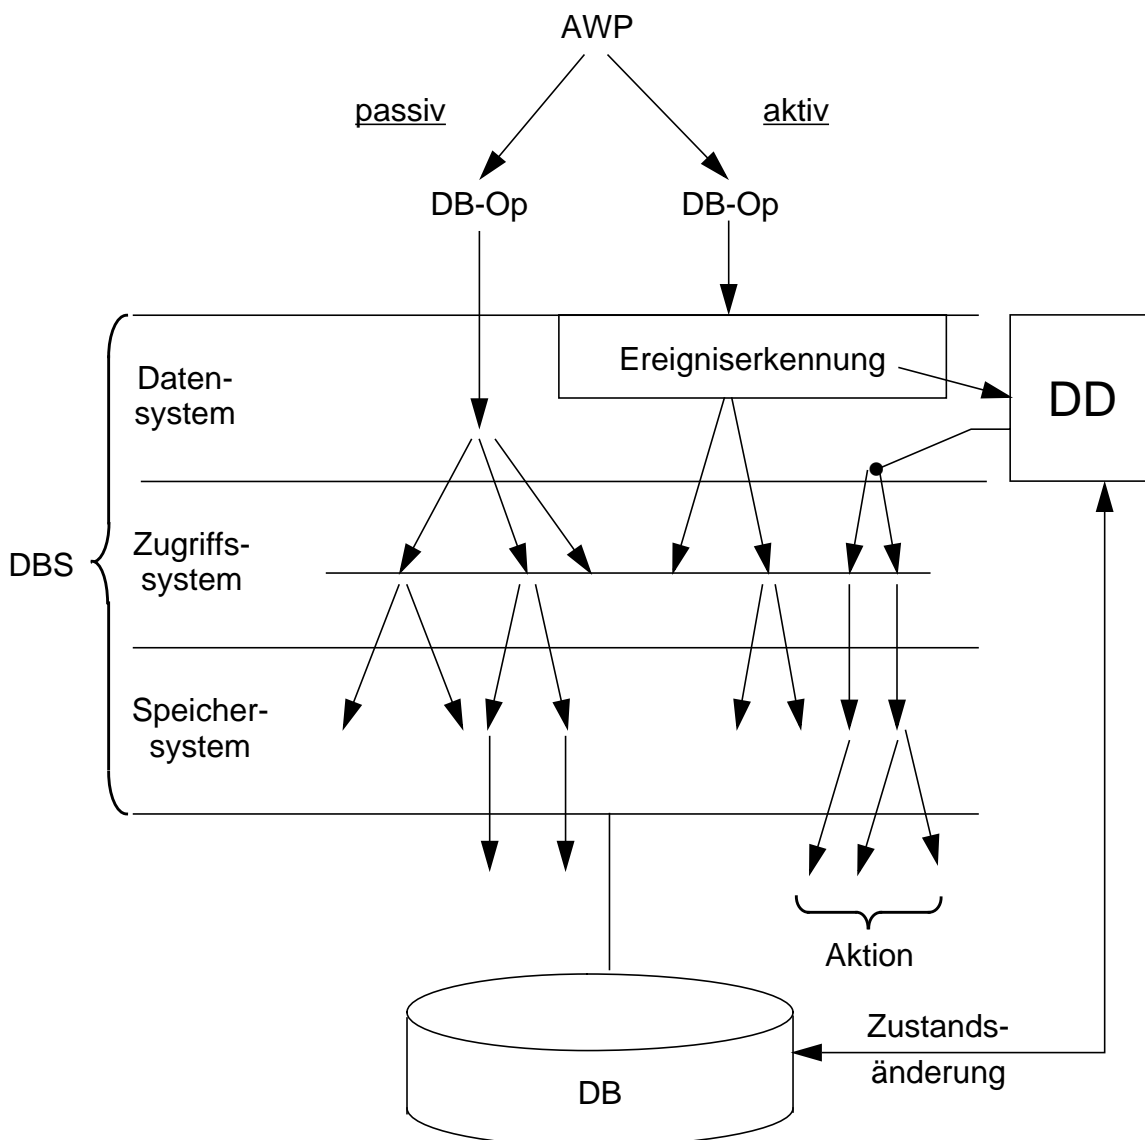 AWP
passiv
aktiv
DB-Op
DB-Op
Ereigniserkennung
DD
Daten-
system
DBS
Zugriffs-
system
Speicher-
system
Aktion
Zustands-
änderung
DB